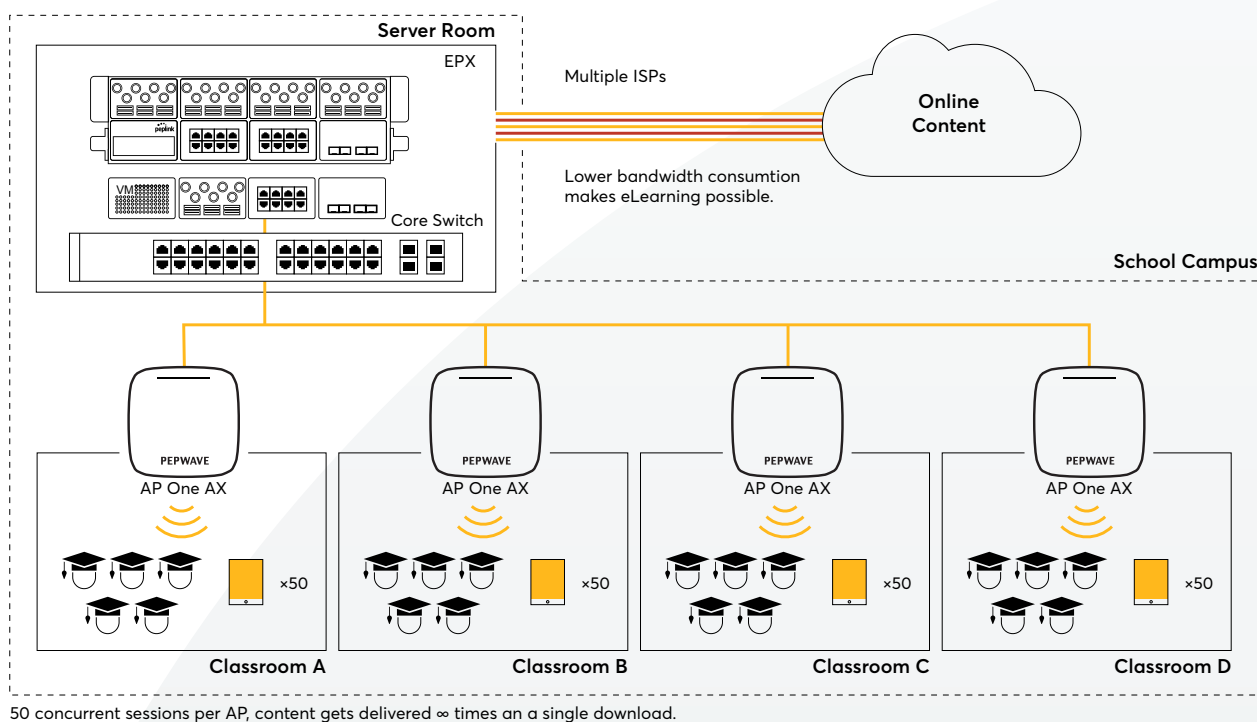 Server Room
EPX
peplink
VM
Core Switch
Multiple ISPs
Lower bandwidth consumtion
makes eLearning possible.
Online
Content
School Campus
PEPWAVE
AP One AX
×50
Classroom A
PEPWAVE
AP One AX
×50
Classroom B
PEPWAVE
AP One AX
×50
Classroom C
PEPWAVE
AP One AX
×50
Classroom D
50 concurrent sessions per AP, content gets delivered ∞ times an a single download.